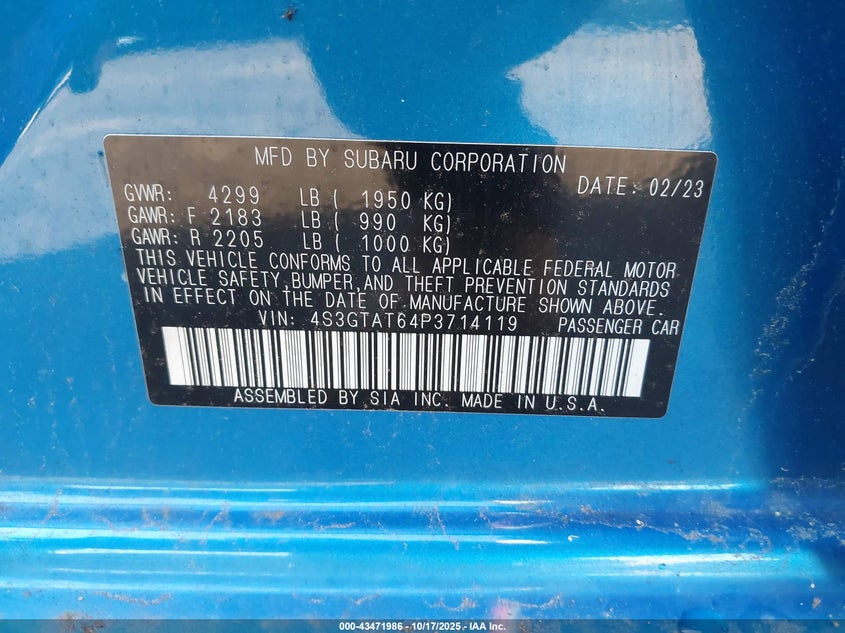 MFD BY SUBARU CORPORATION
DATE: 02/23
GVWR: 4299 LB ( 1950 KG)
GAWR: F 2183 LB ( 990 KG)
GAWR: R 2205 LB ( 1000 KG)
THIS VEHICLE CONFORMS TO ALL APPLICABLE FEDERAL MOTOR
VEHICLE SAFETY,BUMPER,AND THEFT PREVENTION STANDARDS
IN EFFECT ON THE DATE OF MANUFACTURE SHOWN ABOVE.
VIN: 4S3GTAT64P3714119 PASSENGER CAR
ASSEMBLED BY SIA INC. MADE IN U.S.A.
000-43471986 - 10/17/2025 - IAA Inc.